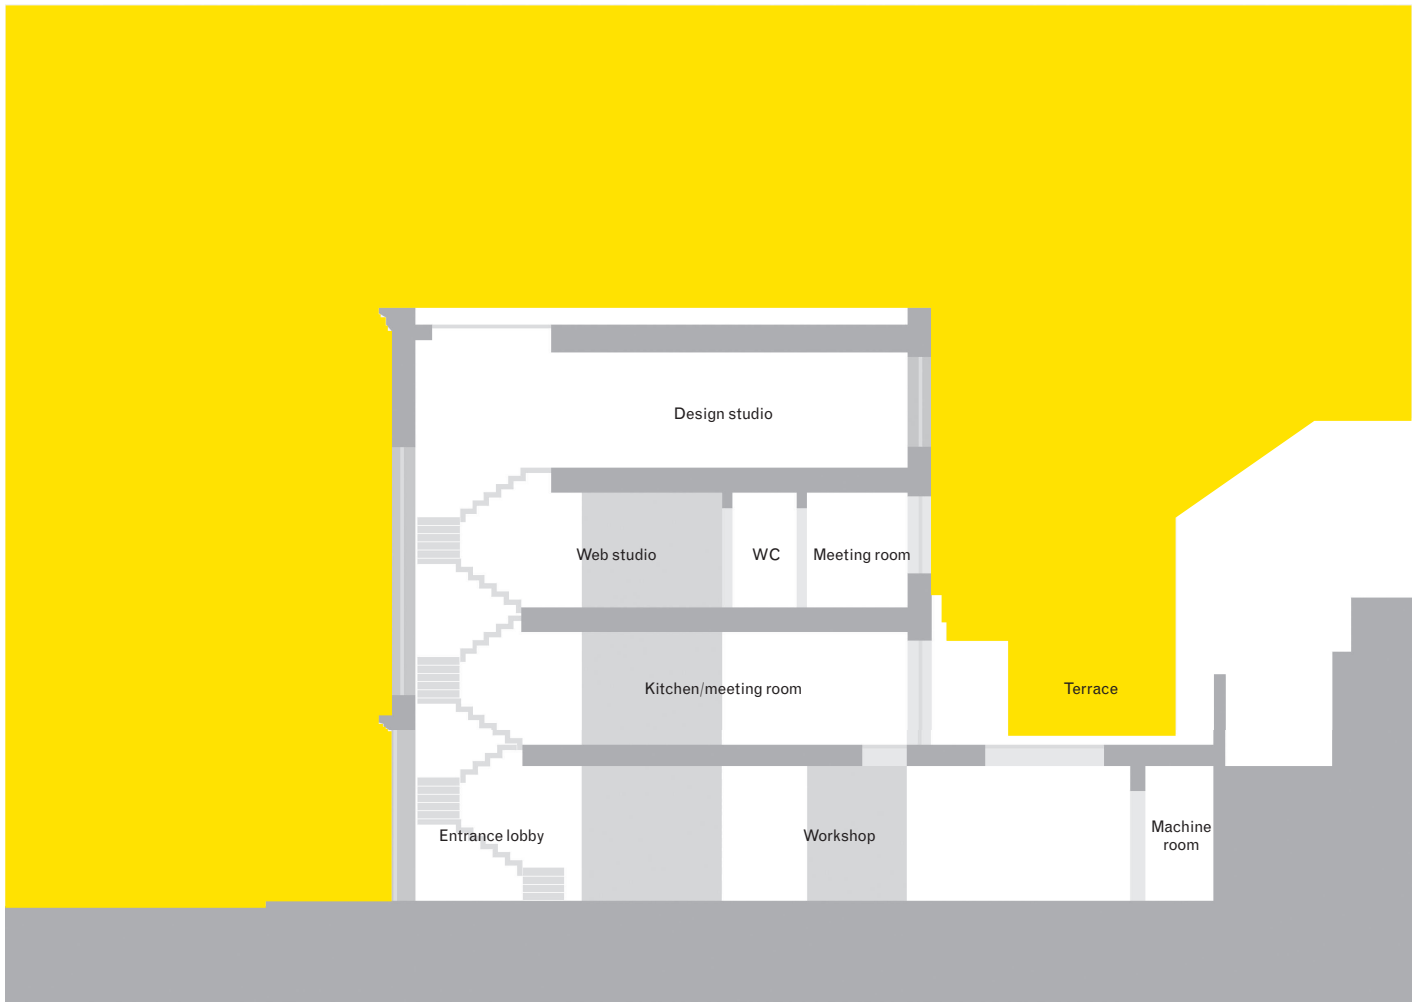 Design studio
Web studio
WC
Meeting room
Kitchen/meeting room
Terrace
Entrance lobby
Workshop
Machine
room